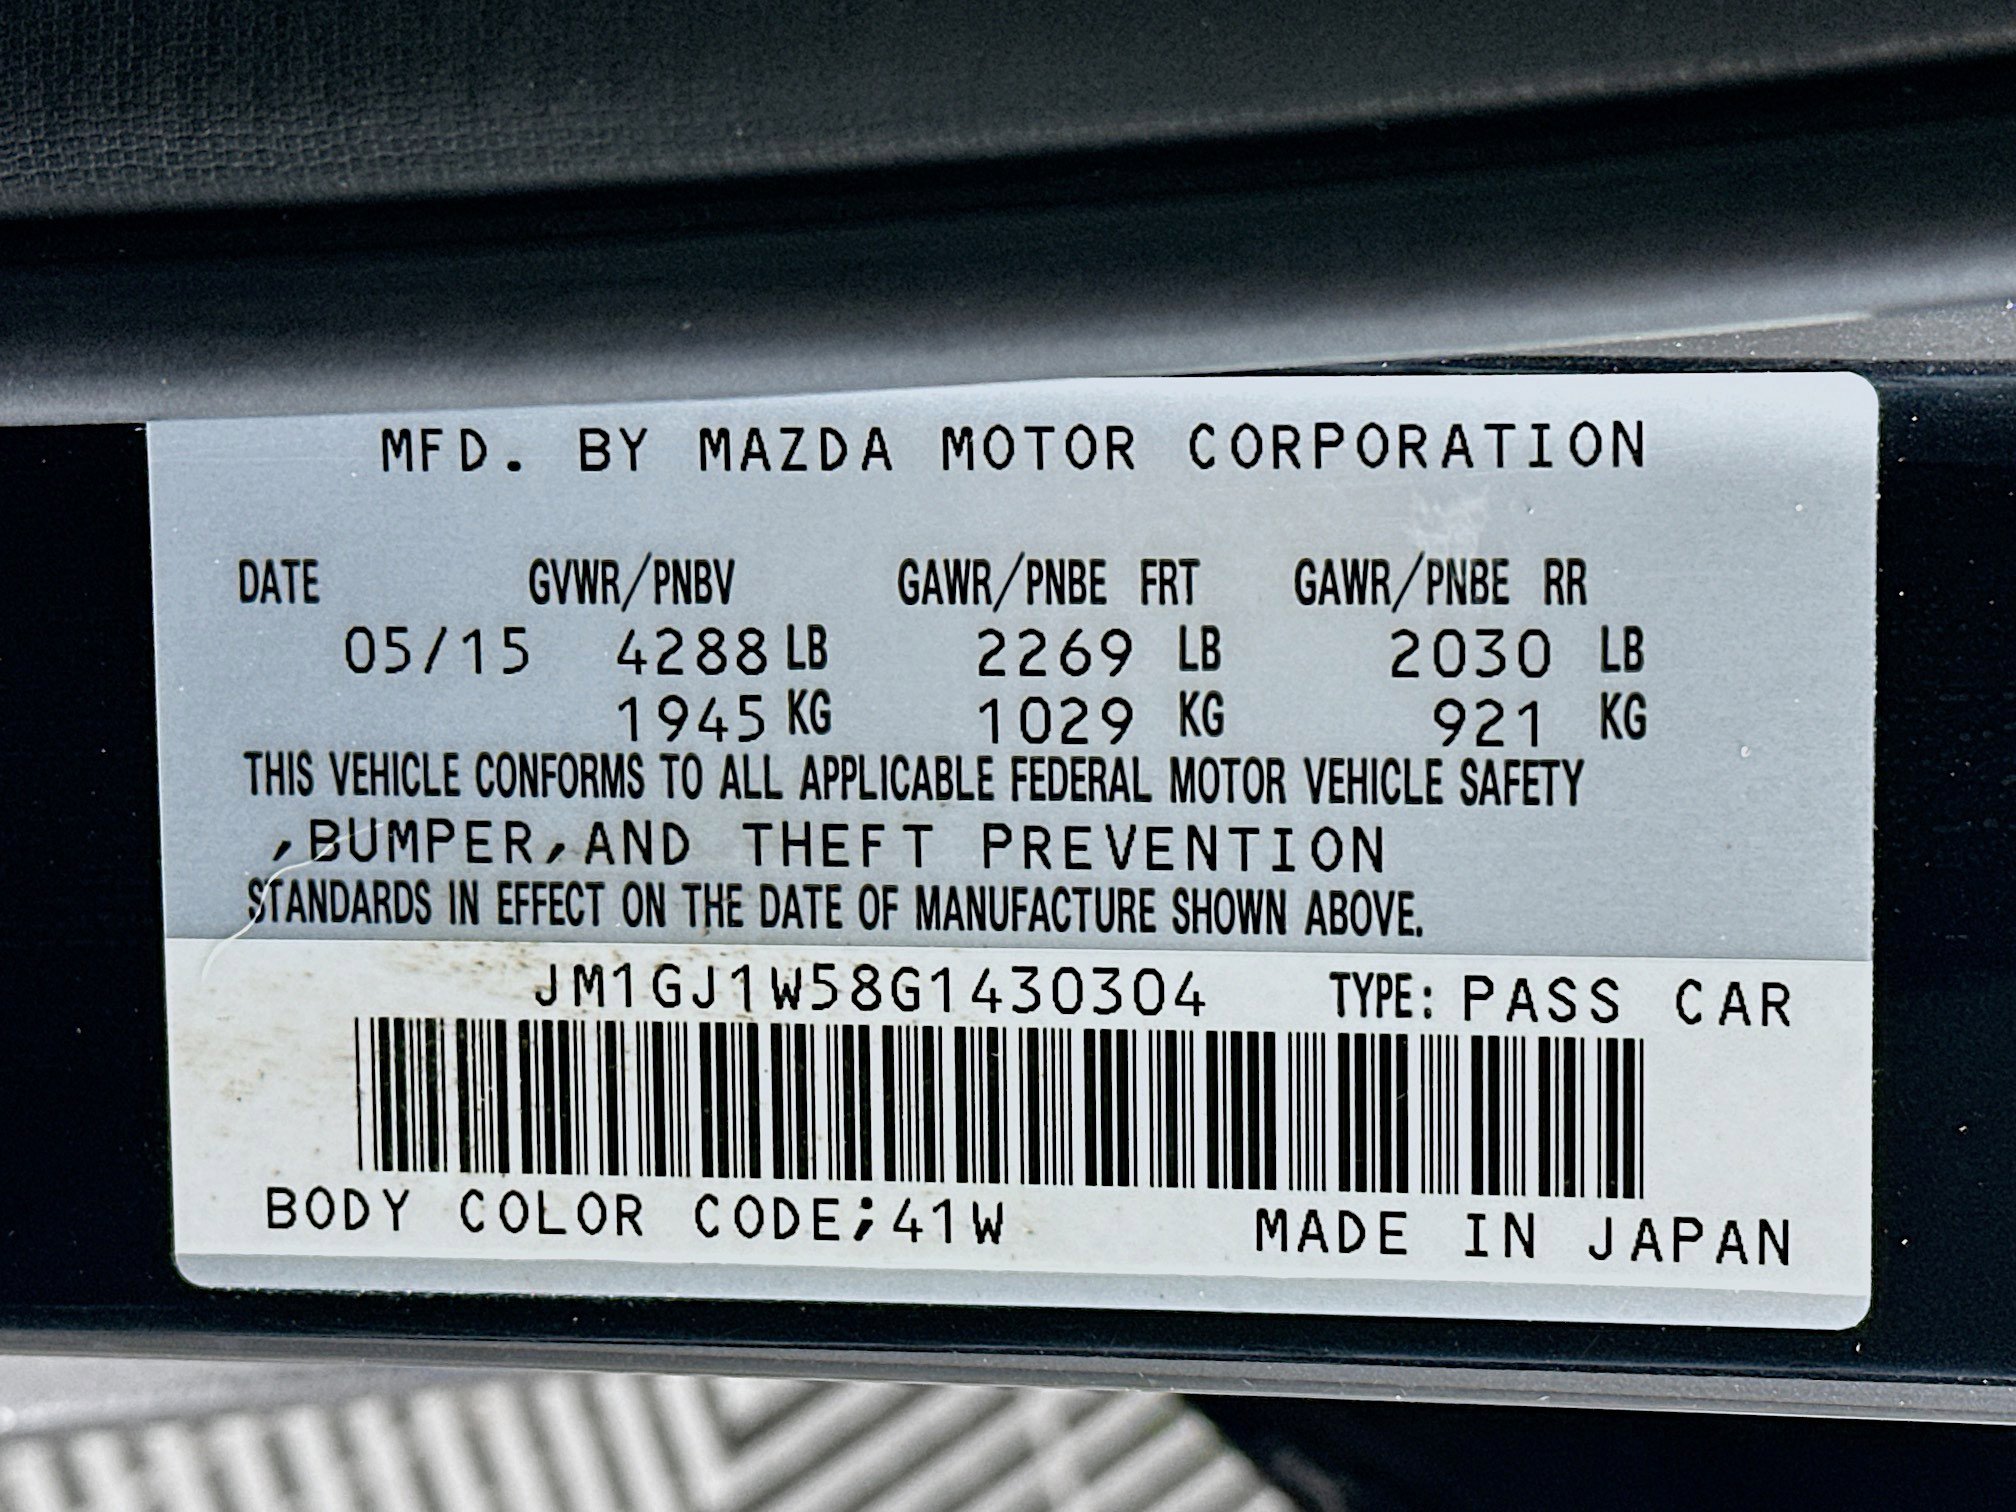 MFD. BY MAZDA MOTOR CORPORATION
DATE GVWR/PNBV GAWR/PNBE FRT GAWR/PNBE RR
05/15 4288 LB 2269 LB 2030 LB
1945 KG 1029 KG 921 KG
THIS VEHICLE CONFORMS TO ALL APPLICABLE FEDERAL MOTOR VEHICLE SAFETY
,BUMPER,AND THEFT PREVENTION
STANDARDS IN EFFECT ON THE DATE OF MANUFACTURE SHOWN ABOVE.
JM1GJ1W58G1430304 TYPE: PASS CAR
BODY COLOR CODE;41W MADE IN JAPAN